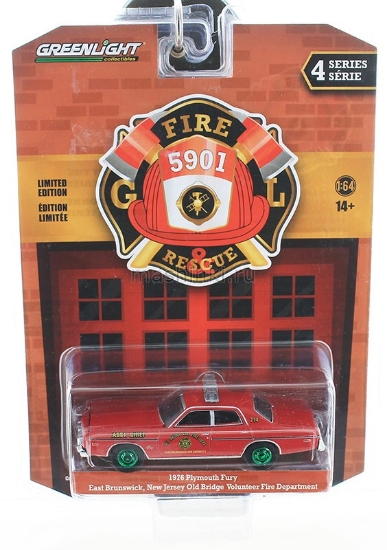 GREENLIGHT
collectibles
4 SERIES
SÉRIE
FIRE
5901
G L
&
RESCUE
LIMITED
EDITION
ÉDITION
LIMITÉE
1:64
14+
ASST. CHIEF
214
1976 Plymouth Fury
East Brunswick, New Jersey Old Bridge Volunteer Fire Department